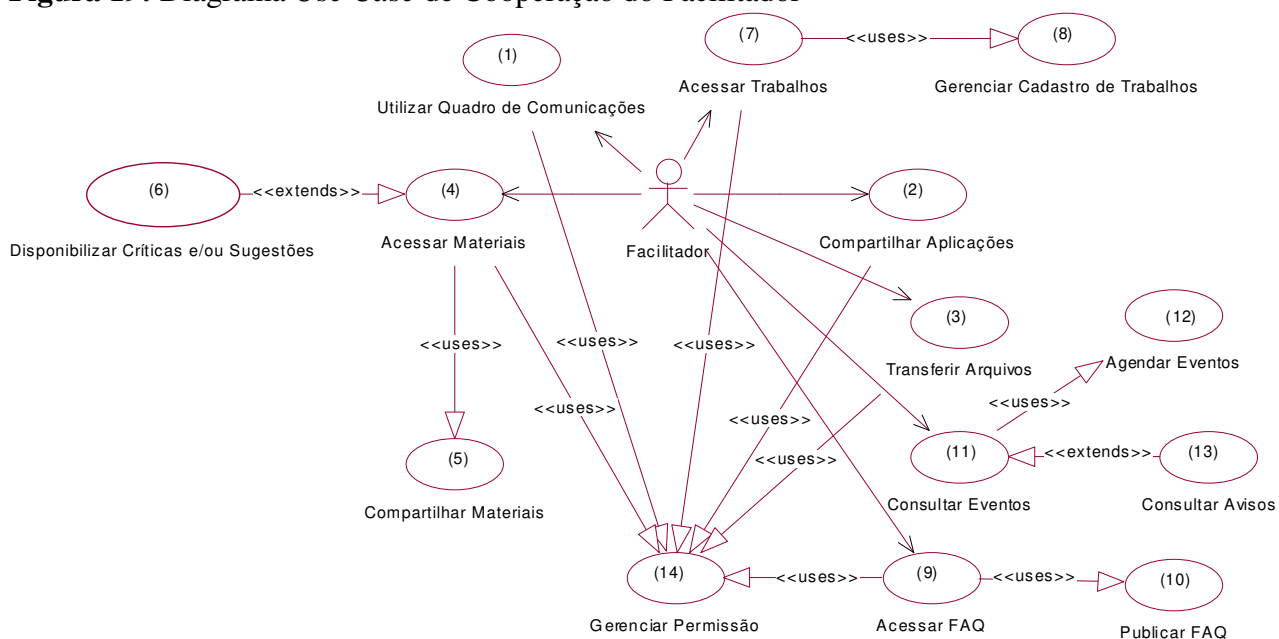 Figura 19: Diagrama Use Case de Cooperação do Facilitador
(7)
<<uses>>
(8)
(1)
Acessar Trabalhos
Gerenciar Cadastro de Trabalhos
Utilizar Quadro de Comunicações
(6)
<<extends>>
(4)
(2)
Disponibilizar Críticas e/ou Sugestões
Acessar Materiais
Facilitador
Compartilhar Aplicações
(3)
(12)
<<uses>>
<<uses>>
<<uses>>
Transferir Arquivos
Agendar Eventos
<<uses>>
<<uses>>
<<uses>>
(5)
<<uses>>
(11)
<<extends>>
(13)
Compartilhar Materiais
Consultar Eventos
Consultar Avisos
(14)
<<uses>>
(9)
<<uses>>
(10)
Gerenciar Permissão
Acessar FAQ
Publicar FAQ